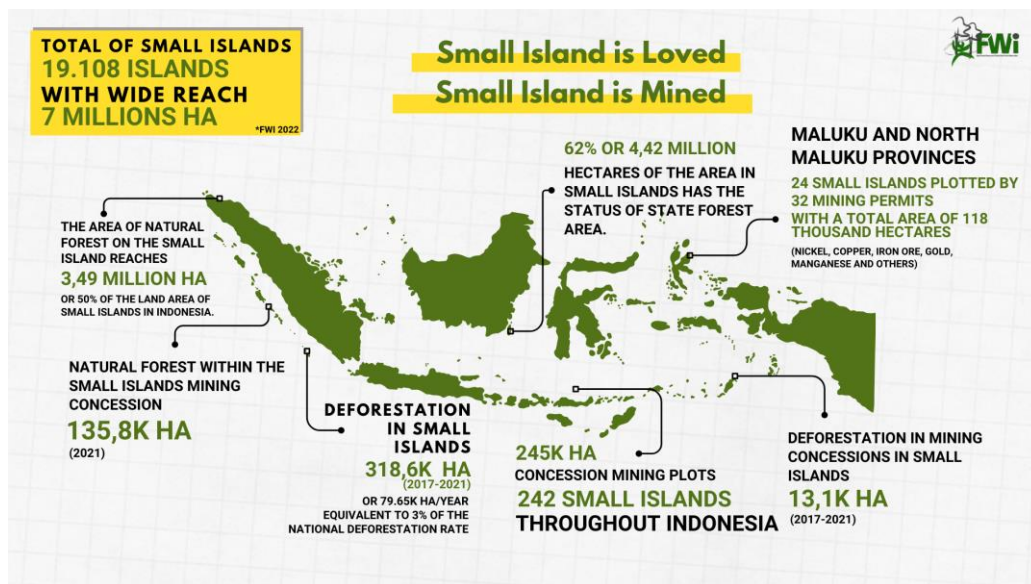 TOTAL OF SMALL ISLANDS
19.108 ISLANDS
WITH WIDE REACH
7 MILLIONS HA
*FWI 2022
Small Island is Loved
Small Island is Mined
FWi
THE AREA OF NATURAL
FOREST ON THE SMALL
ISLAND REACHES
3,49 MILLION HA
OR 50% OF THE LAND AREA OF
SMALL ISLANDS IN INDONESIA.
62% OR 4,42 MILLION
HECTARES OF THE AREA IN
SMALL ISLANDS HAS THE
STATUS OF STATE FOREST
AREA.
MALUKU AND NORTH
MALUKU PROVINCES
24 SMALL ISLANDS PLOTTED BY
32 MINING PERMITS
WITH A TOTAL AREA OF 118
THOUSAND HECTARES
(NICKEL, COPPER, IRON ORE, GOLD,
MANGANESE AND OTHERS)
NATURAL FOREST WITHIN THE
SMALL ISLANDS MINING
CONCESSION
135,8K HA
(2021)
DEFORESTATION
IN SMALL
ISLANDS
318,6K HA
(2017-2021)
OR 79.65K HA/YEAR
EQUIVALENT TO 3% OF THE
NATIONAL DEFORESTATION RATE
245K HA
CONCESSION MINING PLOTS
242 SMALL ISLANDS
THROUGHOUT INDONESIA
DEFORESTATION IN MINING
CONCESSIONS IN SMALL
ISLANDS
13,1K HA
(2017-2021)